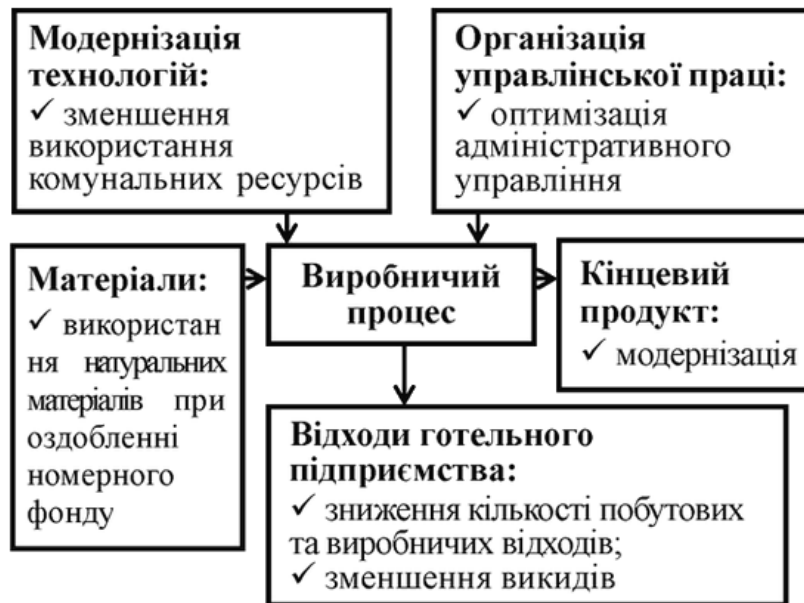 Модернізація
технологій:
✓ зменшення
використання
комунальних ресурсів
Організація
управлінської праці:
✓ оптимізація
адміністративного
управління
Матеріали:
✓ використан
ня натуральних
матеріалів при
оздобленні
номерного
фонду
Виробничий
процес
Кінцевий
продукт:
✓ модернізація
Відходи готельного
підприємства:
✓ зниження кількості побутових
та виробничих відходів;
✓ зменшення викидів